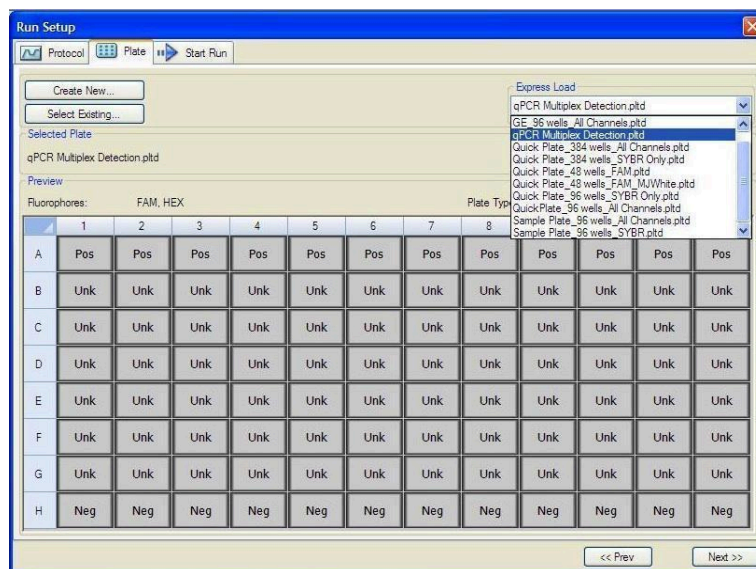 Run Setup
Protocol Plate Start Run
Create New...
Select Existing...
Express Load
qPCR Multiplex Detection.pltd
GE_96 wells_All Channels.pltd
qPCR Multiplex Detection.pltd
Quick Plate_384 wells_All Channels.pltd
Quick Plate_384 wells_SYBR Only.pltd
Quick Plate_48 wells_FAM.pltd
Quick Plate_48 wells_FAM_MJWhite.pltd
Quick Plate_96 wells_SYBR Only.pltd
QuickPlate_96 wells_All Channels.pltd
Sample Plate_96 wells_All Channels.pltd
Sample Plate_96 wells_SYBR.pltd
Selected Plate
qPCR Multiplex Detection.pltd
Preview
Fluorophores: FAM, HEX Plate Typ
1 2 3 4 5 6 7 8
A Pos Pos Pos Pos Pos Pos Pos Pos Pos Pos Pos Pos
B Unk Unk Unk Unk Unk Unk Unk Unk Unk Unk Unk Unk
C Unk Unk Unk Unk Unk Unk Unk Unk Unk Unk Unk Unk
D Unk Unk Unk Unk Unk Unk Unk Unk Unk Unk Unk Unk
E Unk Unk Unk Unk Unk Unk Unk Unk Unk Unk Unk Unk
F Unk Unk Unk Unk Unk Unk Unk Unk Unk Unk Unk Unk
G Unk Unk Unk Unk Unk Unk Unk Unk Unk Unk Unk Unk
H Neg Neg Neg Neg Neg Neg Neg Neg Neg Neg Neg Neg
<< Prev Next >>